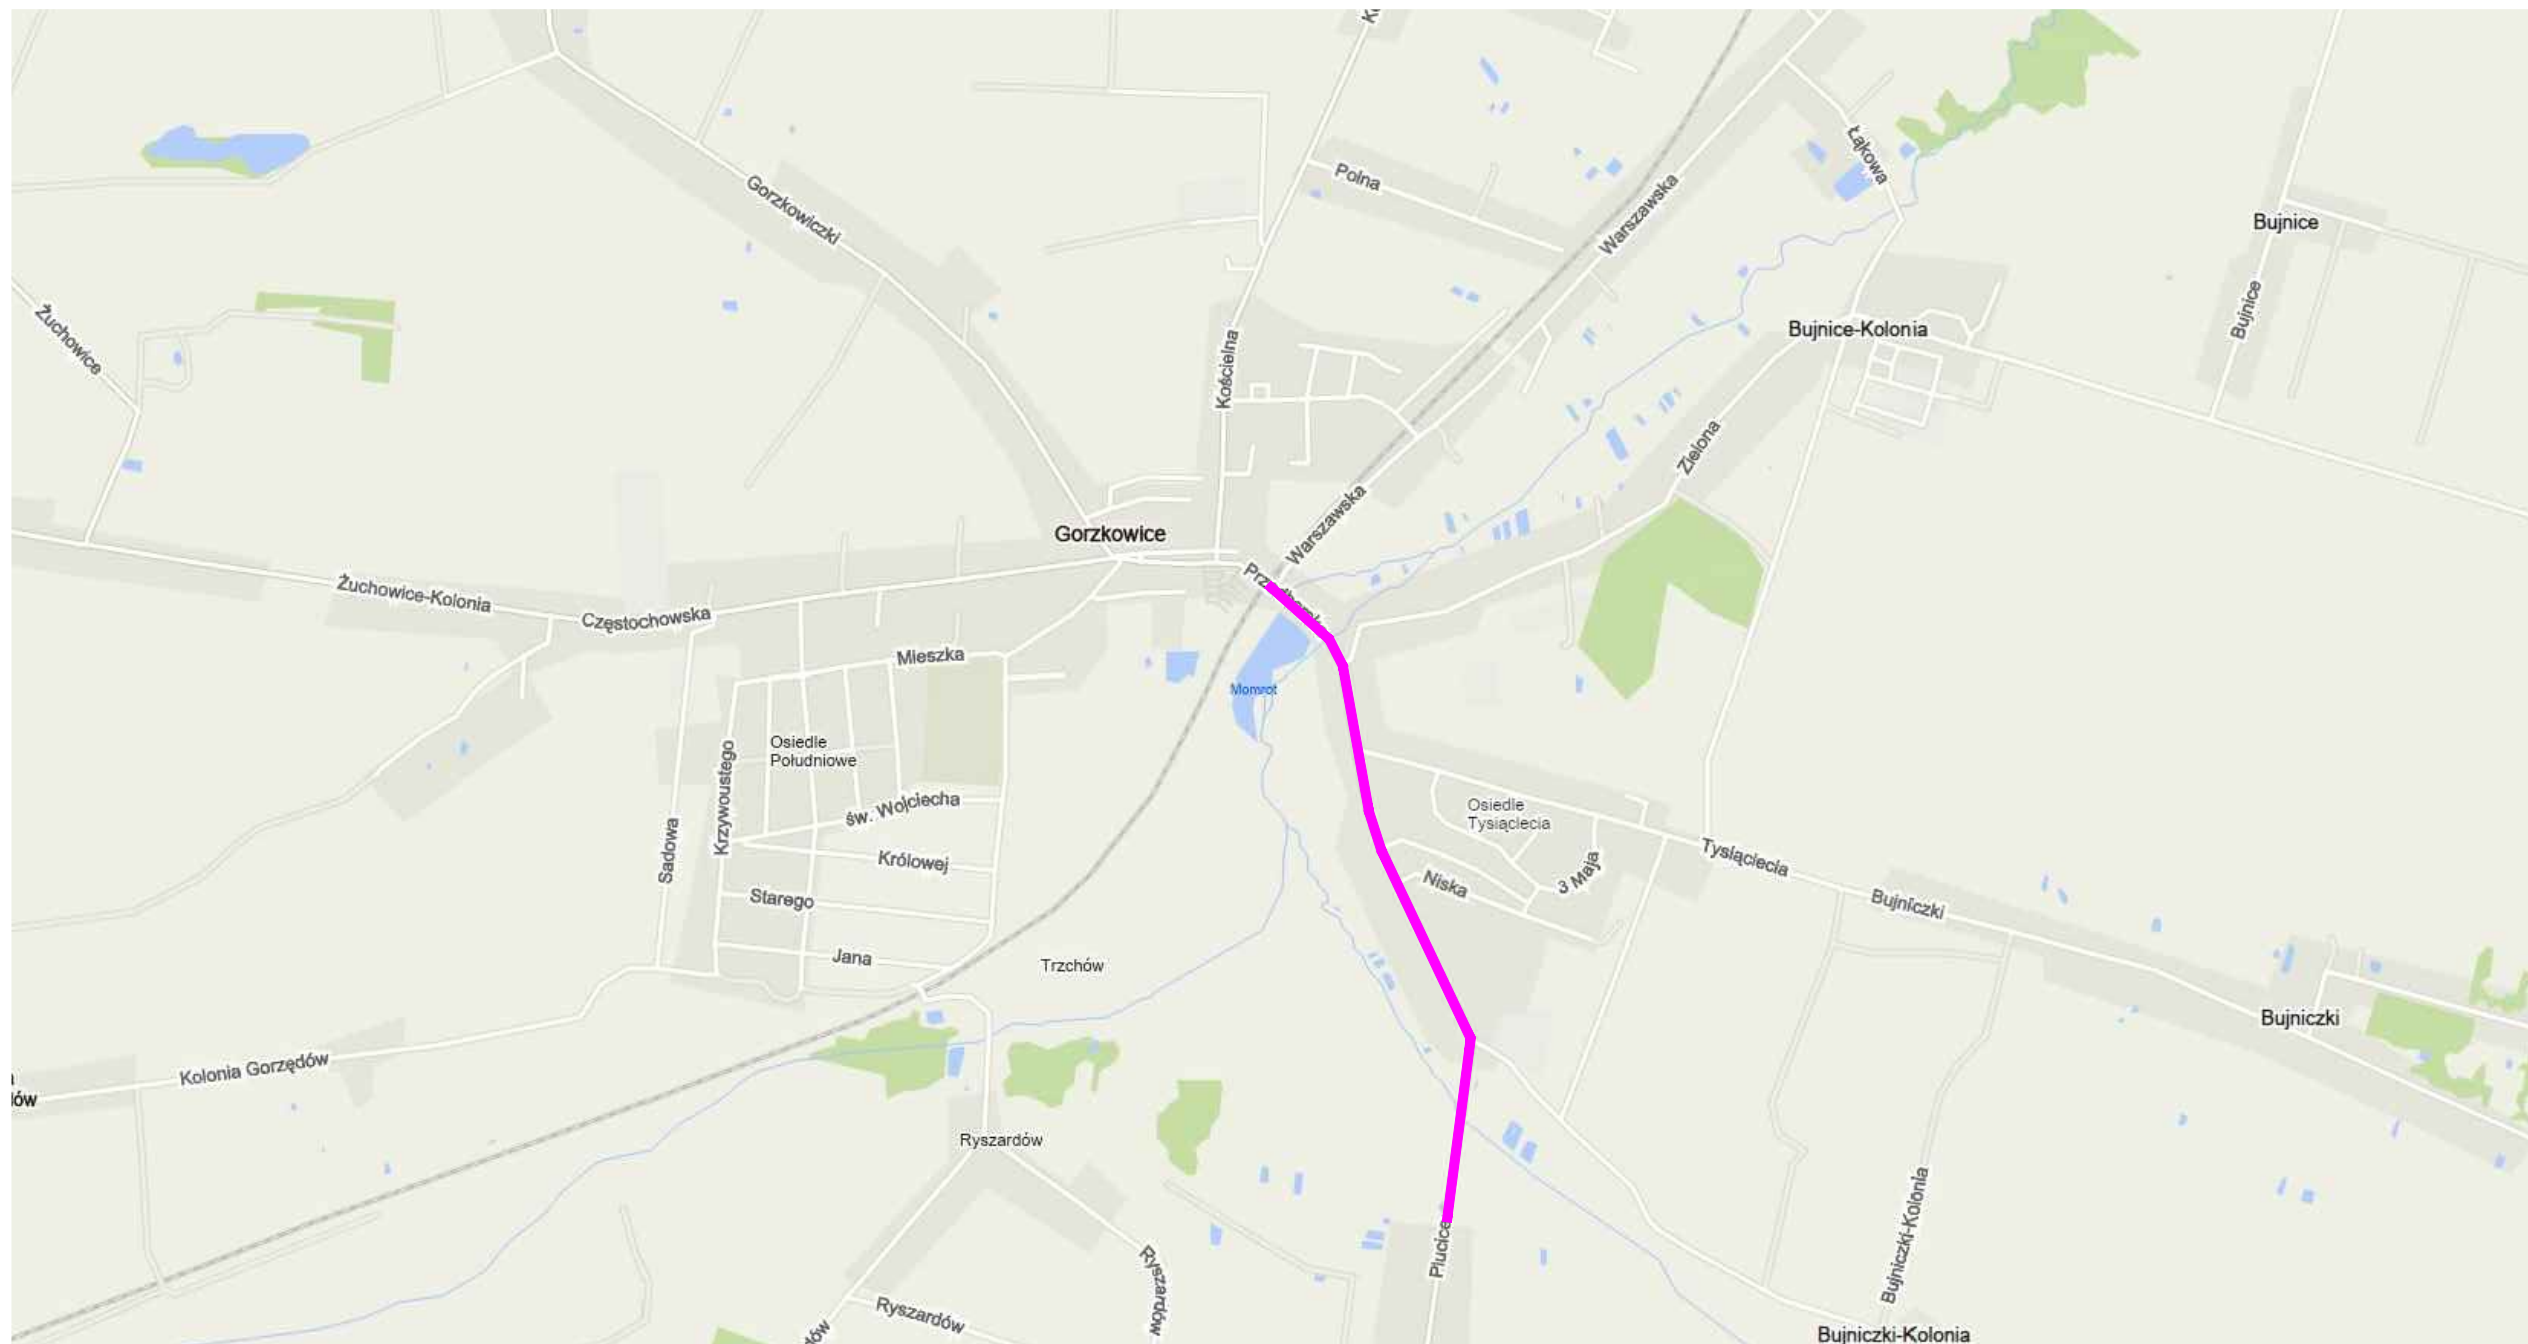 Gorzkowiczki
Polna
Warszawska
Łąkowa
Bujnice
Bujnice
Żuchowice
Kościelna
Bujnice-Kolonia
Zielona
Gorzkowice
Warszawska
Żuchowice-Kolonia
Częstochowska
Mieszka
Momrot
Osiedle
Południowe
Krzywoustego
św. Wojciecha
Osiedle
Tysiąclecia
Sadowa
Królowej
Tysiąclecia
Niska
3 Maja
Starego
Bujniczki
Jana
Trzchów
Bujniczki
Kolonia Gorzędów
Ryszardów
Plucice
Bujniczki-Kolonia
Ryszardów
Ryszardów
Bujniczki-Kolonia